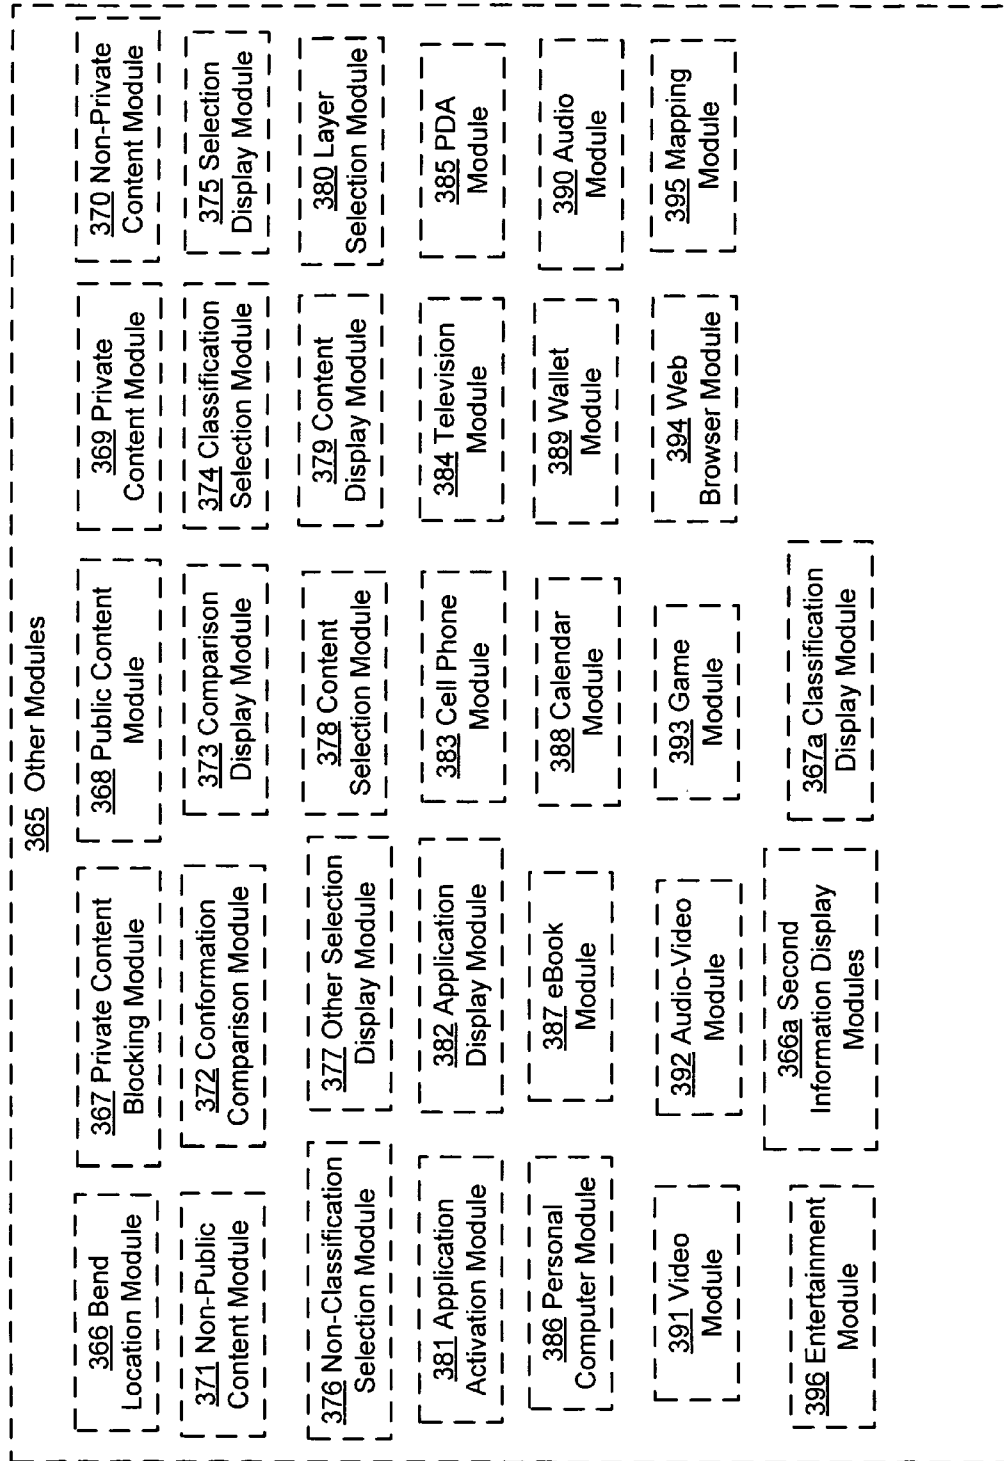 365 Other Modules
366 Bend
Location Module
367 Private Content
Blocking Module
368 Public Content
Module
369 Private
Content Module
370 Non-Private
Content Module
371 Non-Public
Content Module
372 Conformation
Comparison Module
373 Comparison
Display Module
374 Classification
Selection Module
375 Selection
Display Module
376 Non-Classification
Selection Module
377 Other Selection
Display Module
378 Content
Selection Module
379 Content
Display Module
380 Layer
Selection Module
381 Application
Activation Module
382 Application
Display Module
383 Cell Phone
Module
384 Television
Module
385 PDA
Module
386 Personal
Computer Module
387 eBook
Module
388 Calendar
Module
389 Wallet
Module
390 Audio
Module
391 Video
Module
392 Audio-Video
Module
393 Game
Module
394 Web
Browser Module
395 Mapping
Module
396 Entertainment
Module
366a Second
Information Display
Modules
367a Classification
Display Module